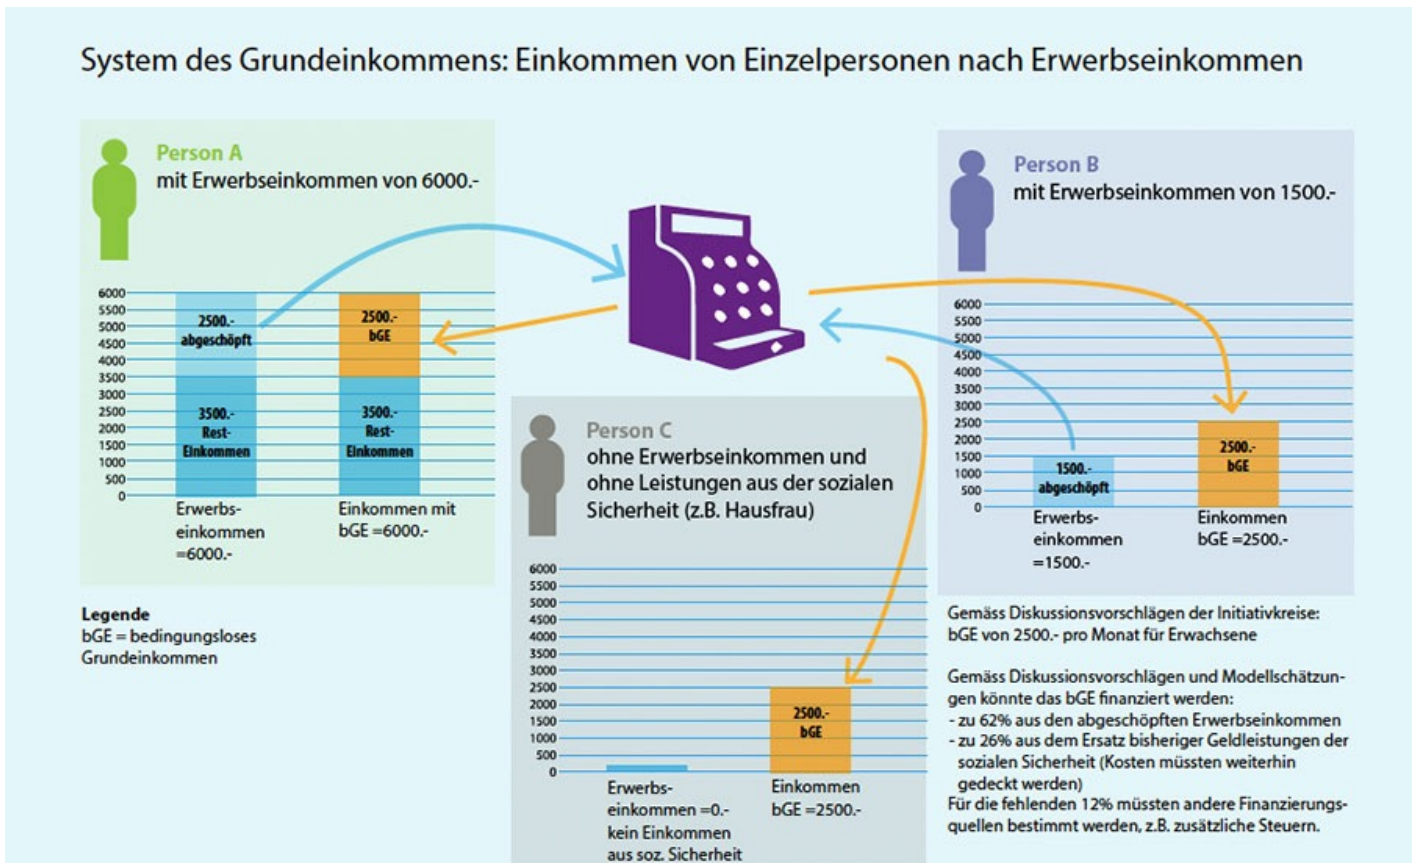 System des Grundeinkommens: Einkommen von Einzelpersonen nach Erwerbseinkommen
Person A
mit Erwerbseinkommen von 6000.-
6000
5500
5000
4500
4000
3500
3000
2500
2000
1500
1000
500
0
2500.-
abgeschöpft
3500.-
Rest-
Einkommen
2500.-
bGE
3500.-
Rest-
Einkommen
Erwerbs-
einkommen
=6000.-
Einkommen mit
bGE =6000.-
Person B
mit Erwerbseinkommen von 1500.-
6000
5500
5000
4500
4000
3500
3000
2500
2000
1500
1000
500
0
1500.-
abgeschöpft
2500.-
bGE
Erwerbs-
einkommen
=1500.-
Einkommen
bGE =2500.-
Person C
ohne Erwerbseinkommen und
ohne Leistungen aus der sozialen
Sicherheit (z.B. Hausfrau)
6000
5500
5000
4500
4000
3500
3000
2500
2000
1500
1000
500
0
2500.-
bGE
Erwerbs-
einkommen =0.-
kein Einkommen
aus soz. Sicherheit
Einkommen
bGE =2500.-
Legende
bGE = bedingungsloses
Grundeinkommen
Gemäss Diskussionsvorschlägen der Initiativkreise:
bGE von 2500.- pro Monat für Erwachsene
Gemäss Diskussionsvorschlägen und Modellschätzun-
gen könnte das bGE finanziert werden:
- zu 62% aus den abgeschöpften Erwerbseinkommen
- zu 26% aus dem Ersatz bisheriger Geldleistungen der
sozialen Sicherheit (Kosten müssten weiterhin
gedeckt werden)
Für die fehlenden 12% müssten andere Finanzierungs-
quellen bestimmt werden, z.B. zusätzliche Steuern.